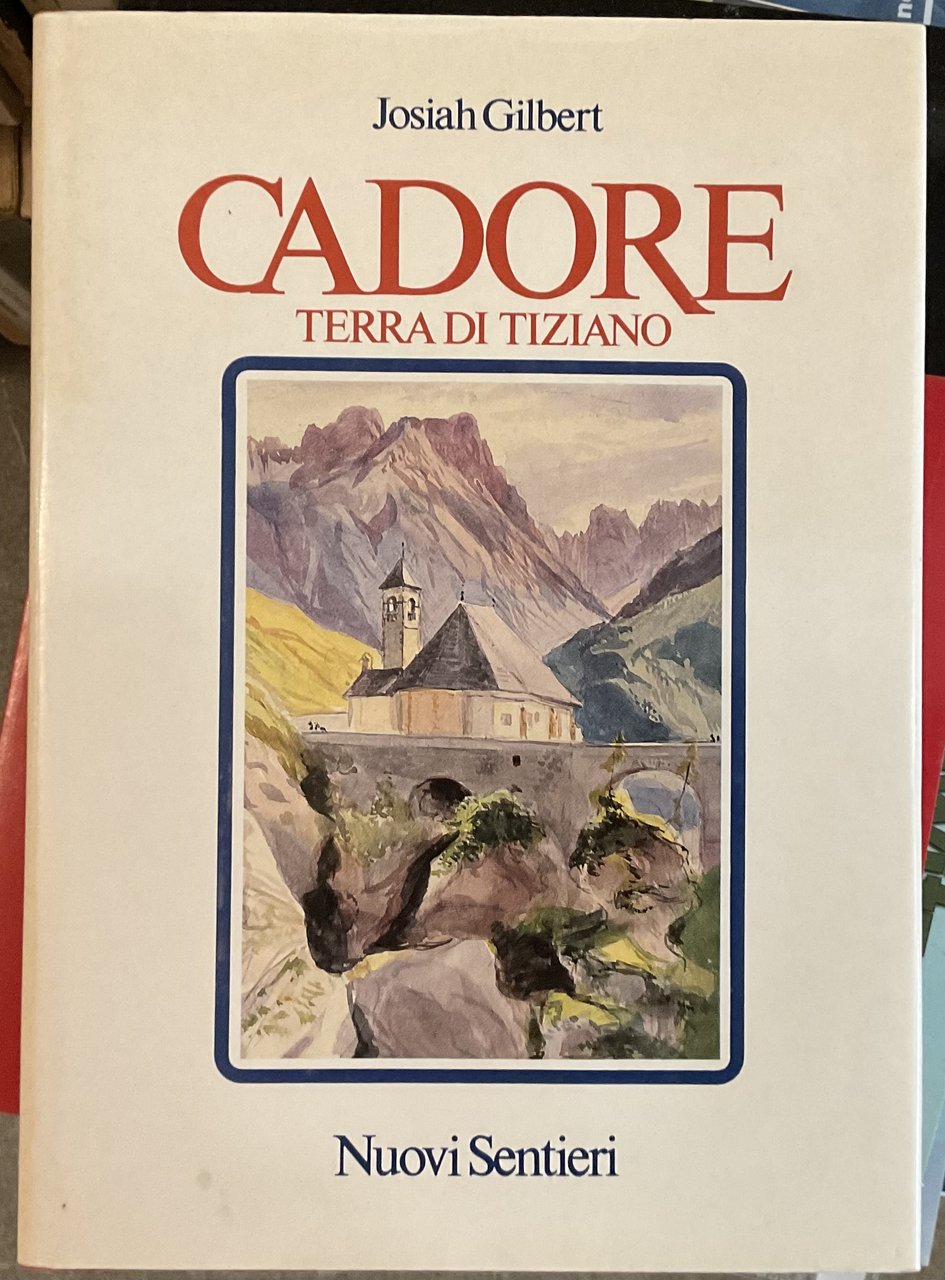 Josiah Gilbert
CADORE
TERRA DI TIZIANO
Nuovi Sentieri